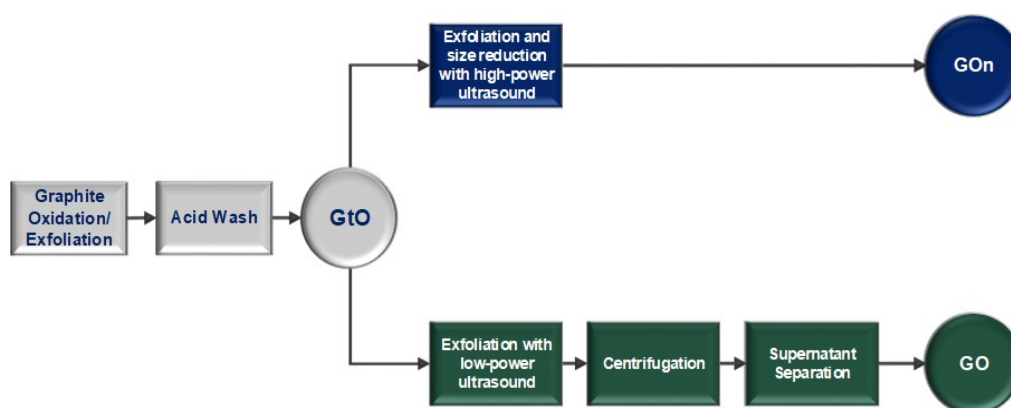 Exfoliation and
size reduction
with high-power
ultrasound
GOn
Graphite
Oxidation/
Exfoliation
Acid Wash
GtO
Exfoliation with
low-power
ultrasound
Centrifugation
Supernatant
Separation
GO